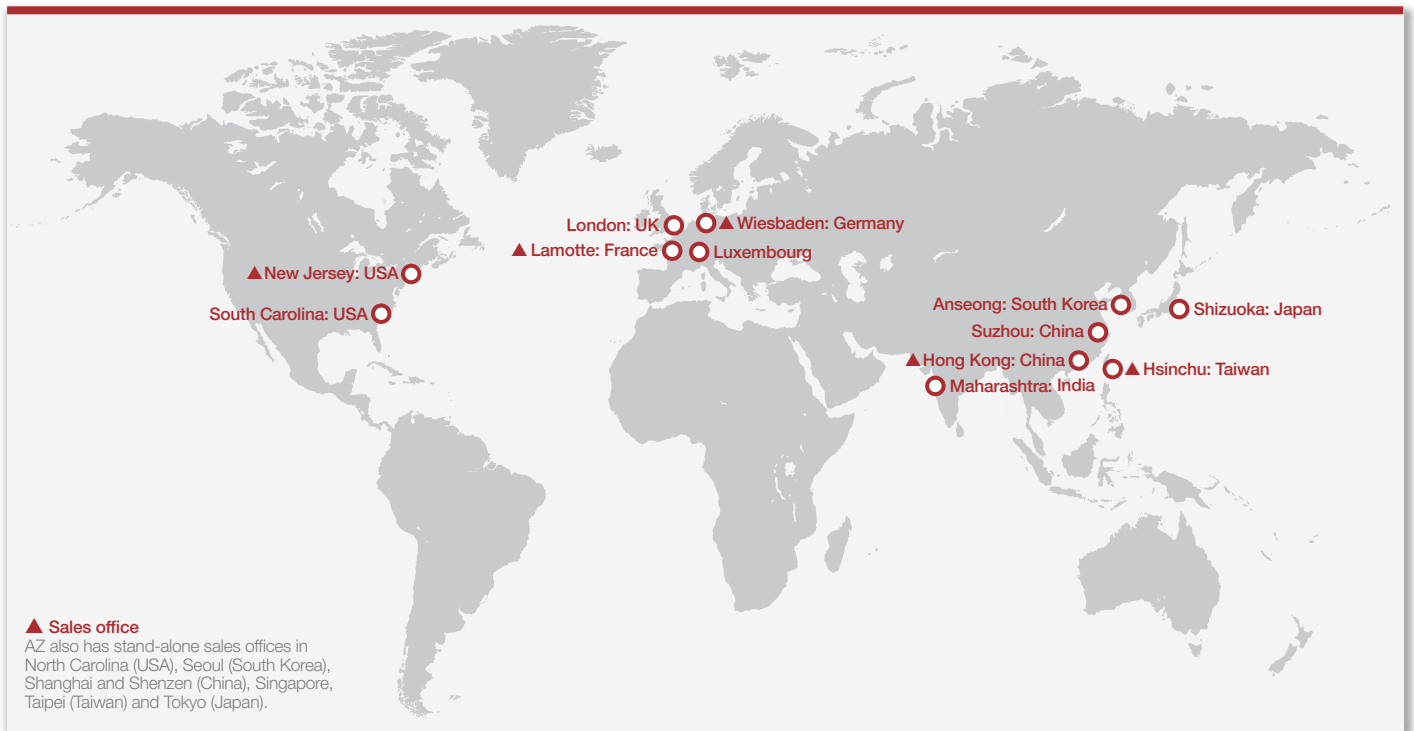 London: UK
▲ Wiesbaden: Germany
▲ Lamotte: France
Luxembourg
▲ New Jersey: USA
South Carolina: USA
Anseong: South Korea
Shizuoka: Japan
Suzhou: China
▲ Hong Kong: China
▲ Hsinchu: Taiwan
Maharashtra: India
▲ Sales office
AZ also has stand-alone sales offices in
North Carolina (USA), Seoul (South Korea),
Shanghai and Shenzen (China), Singapore,
Taipei (Taiwan) and Tokyo (Japan).